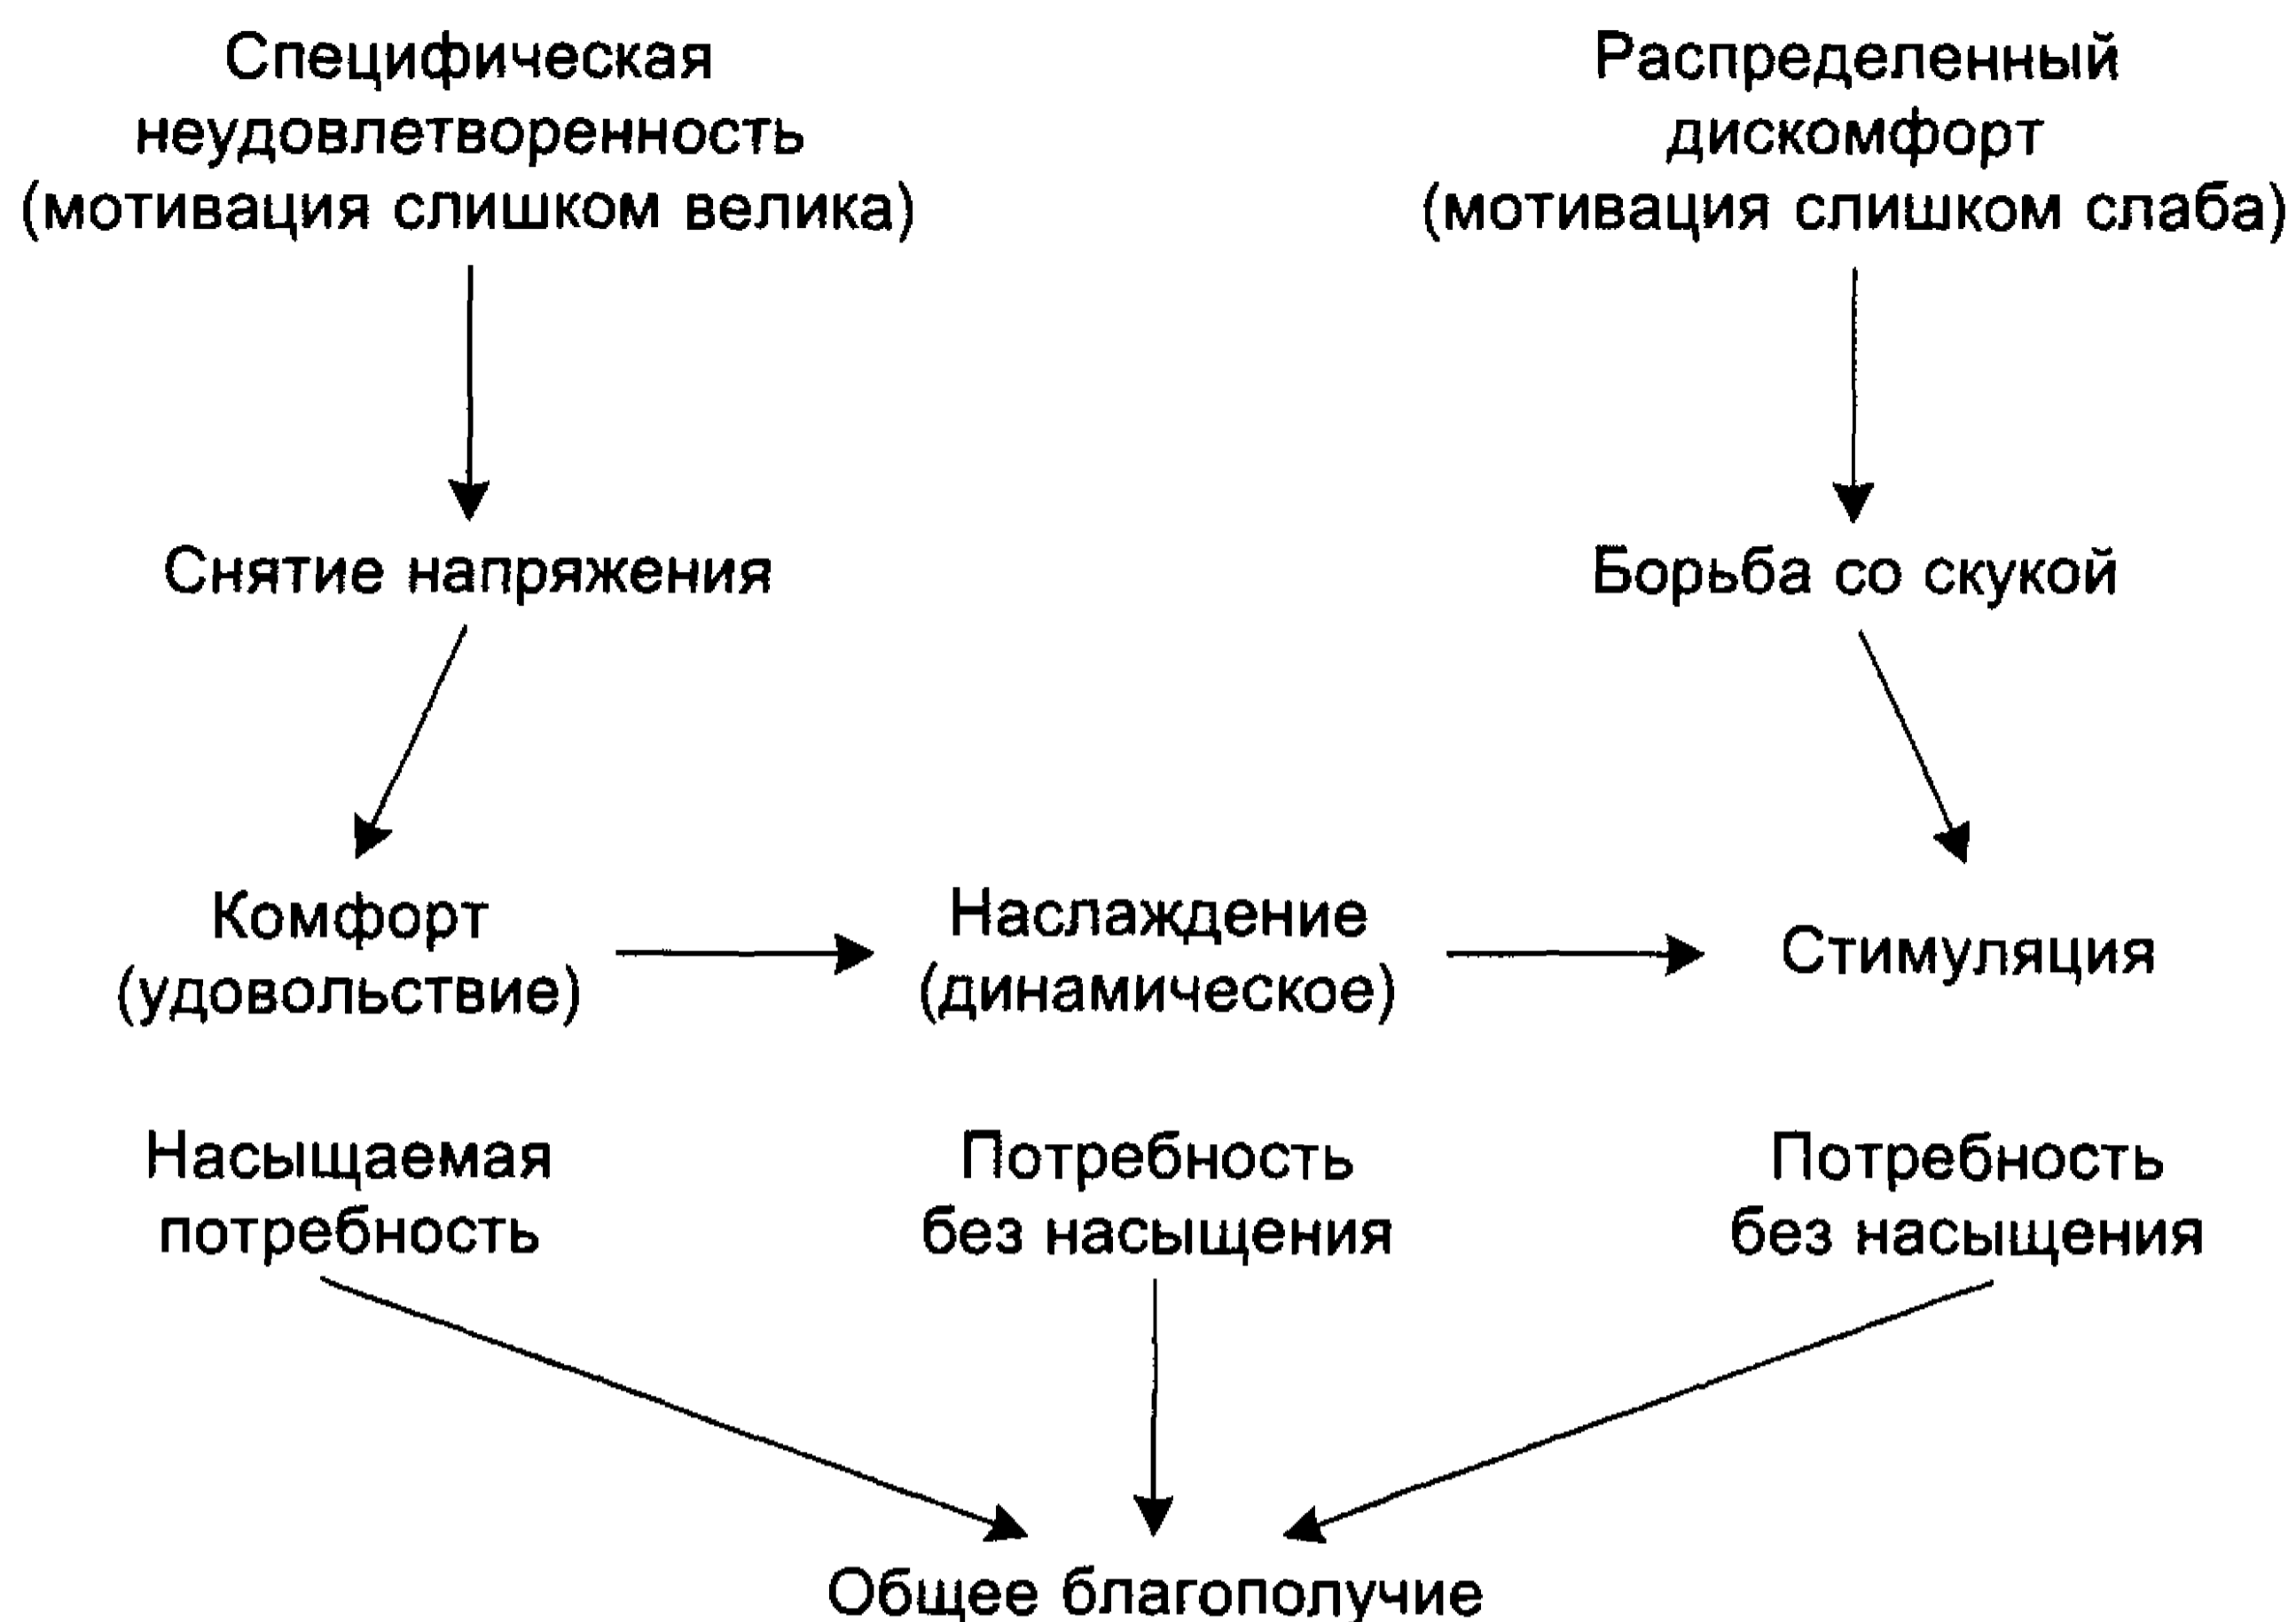 Специфическая
неудовлетворенность
(мотивация слишком велика)
Распределенный
дискомфорт
(мотивация слишком слаба)
Снятие напряжения
Борьба со скукой
Комфорт
(удовольствие)
Наслаждение
(динамическое)
Стимуляция
Насыщаемая
потребность
Потребность
без насыщения
Потребность
без насыщения
Общее благополучие